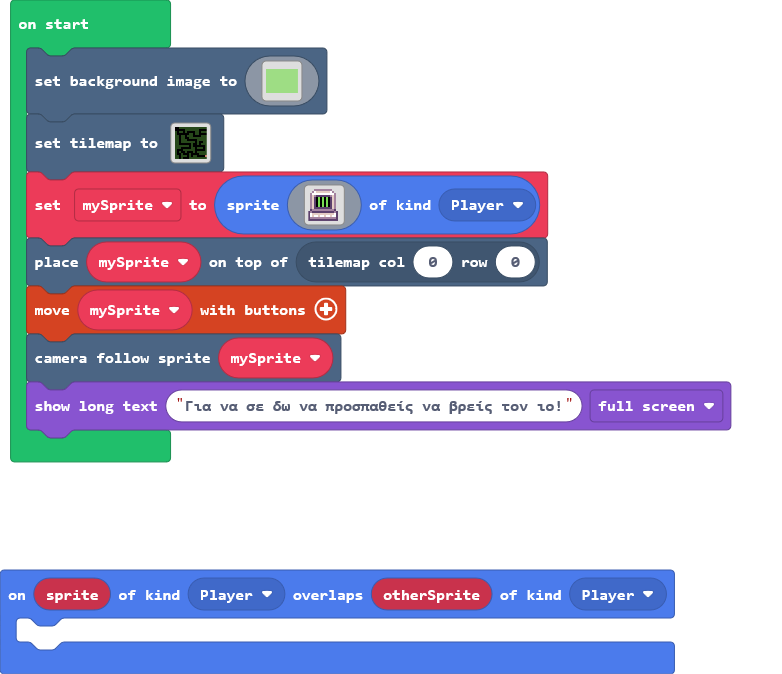 on start
set background image to
set tilemap to
set mySprite to sprite of kind Player
place mySprite on top of tilemap col 0 row 0
move mySprite with buttons
camera follow sprite mySprite
show long text "Για να σε δω να προσπαθείς να βρείς τον ιο!" full screen
on sprite of kind Player overlaps otherSprite of kind Player